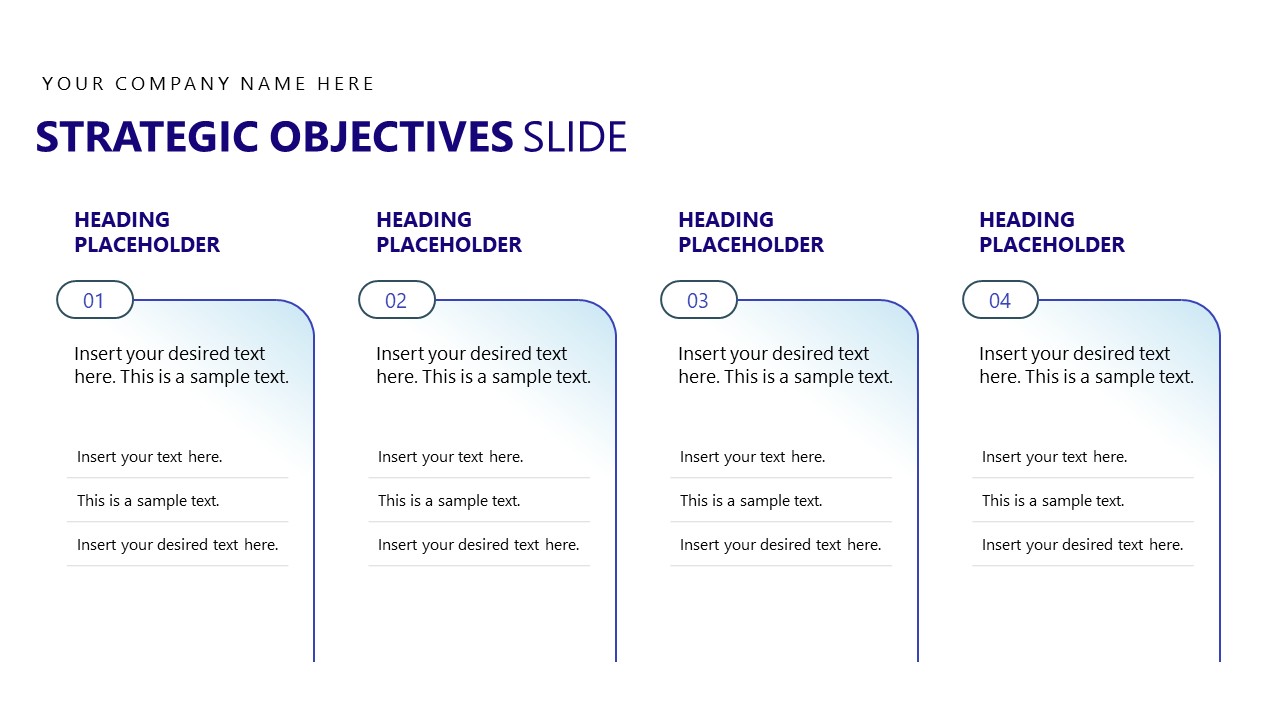 YOUR COMPANY NAME HERE
STRATEGIC OBJECTIVES SLIDE
HEADING
PLACEHOLDER
01
Insert your desired text
here. This is a sample text.
Insert your text here.
This is a sample text.
Insert your desired text here.
HEADING
PLACEHOLDER
02
Insert your desired text
here. This is a sample text.
Insert your text here.
This is a sample text.
Insert your desired text here.
HEADING
PLACEHOLDER
03
Insert your desired text
here. This is a sample text.
Insert your text here.
This is a sample text.
Insert your desired text here.
HEADING
PLACEHOLDER
04
Insert your desired text
here. This is a sample text.
Insert your text here.
This is a sample text.
Insert your desired text here.